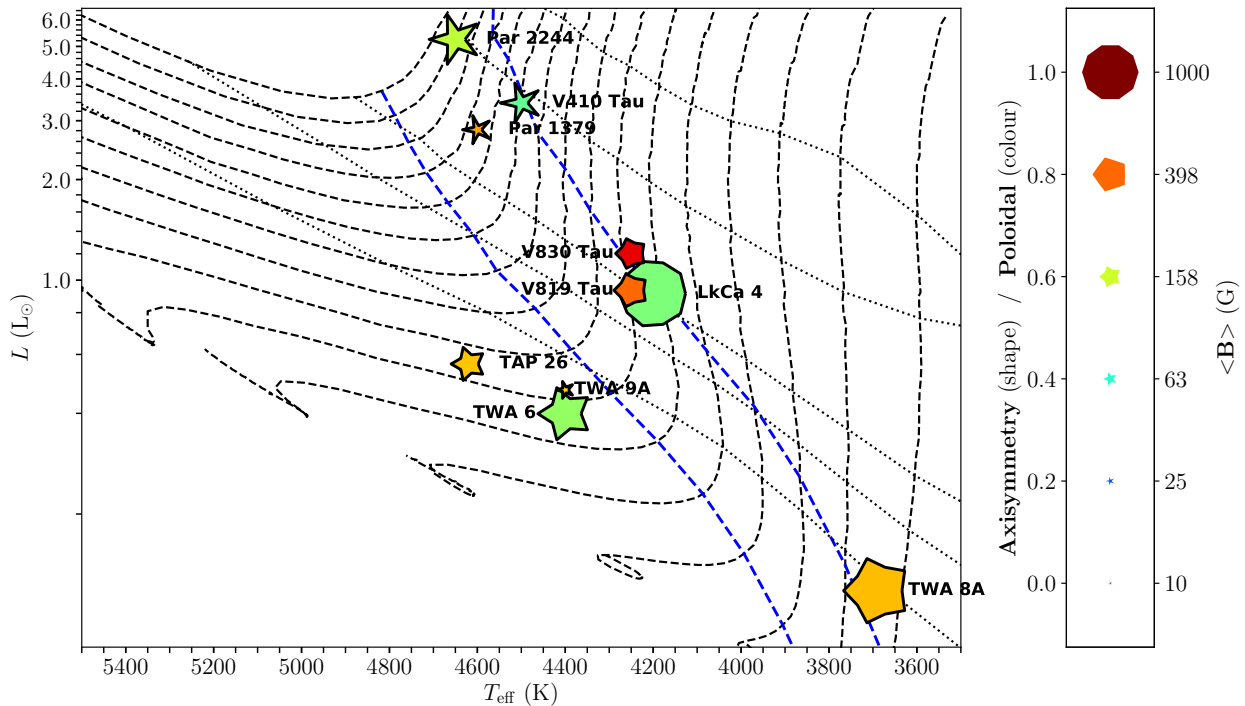 6.0
5.0
4.0
3.0
2.0
1.0
L (L☉)
Par 2244
V410 Tau
Par 1379
V830 Tau
V819 Tau
LkCa 4
TAP 26
TWA 9A
TWA 6
TWA 8A
5400 5200 5000 4800 4600 4400 4200 4000 3800 3600
Teff (K)
Axisymmetry (shape) / Poloidal (colour)
1.0 1000
0.8 398
0.6 158
0.4 63
0.2 25
0.0 10
<B> (G)